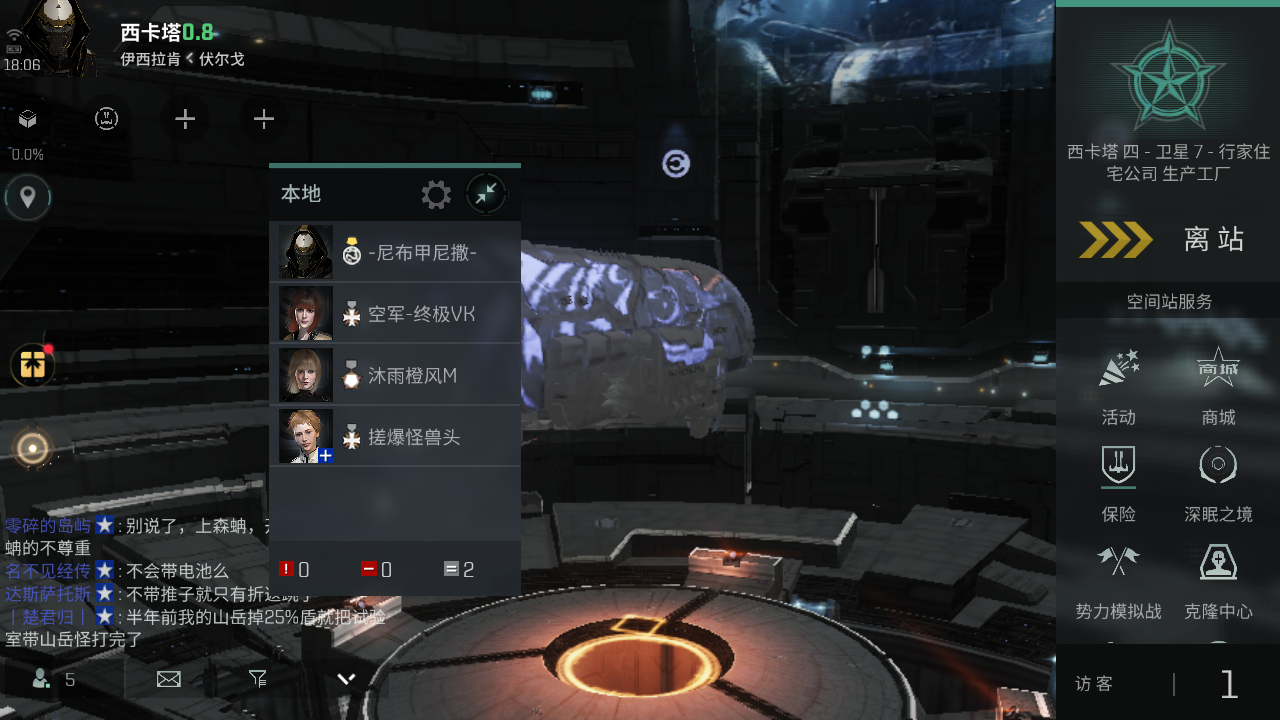 西卡塔0.8
伊西拉肯 < 伏尔戈
18:06
0.0%
本地
-尼布甲尼撒-
空军-终极VK
沐雨橙风M
搓爆怪兽头
0
0
2
零碎的岛屿 : 别说了，上森蚺，
蚺的不尊重
名不见经传 : 不会带电池么
达斯萨托斯 : 不带推子就只有折
丨楚君归丨 : 半年前我的山岳掉25%盾就把试验
室带山岳怪打完了
5
西卡塔 四 - 卫星 7 - 行家住
宅公司 生产工厂
离站
空间站服务
活动
商城
商城
保险
深眠之境
势力模拟战
克隆中心
访客
1